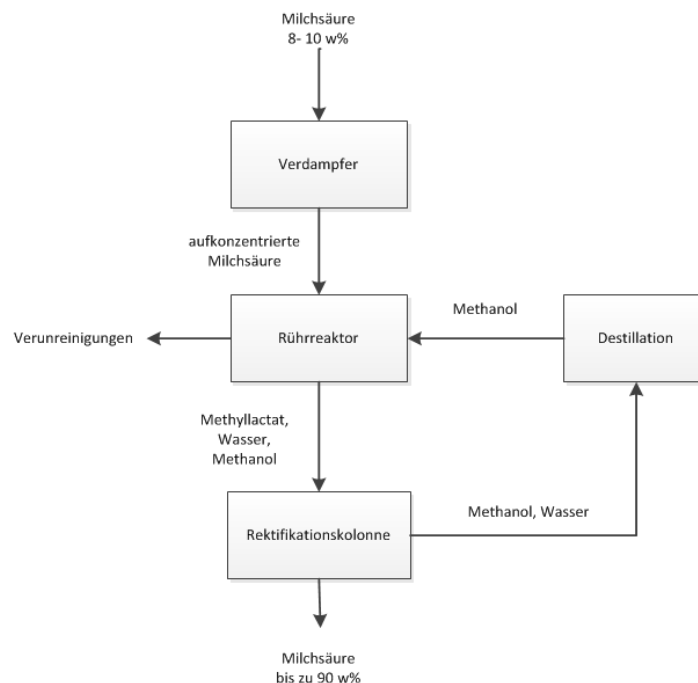 Milchsäure
8- 10 w%
Verdampfer
aufkonzentrierte
Milchsäure
Methanol
Verunreinigungen
Rührreaktor
Destillation
Methyllactat,
Wasser,
Methanol
Rektifikationskolonne
Methanol, Wasser
Milchsäure
bis zu 90 w%